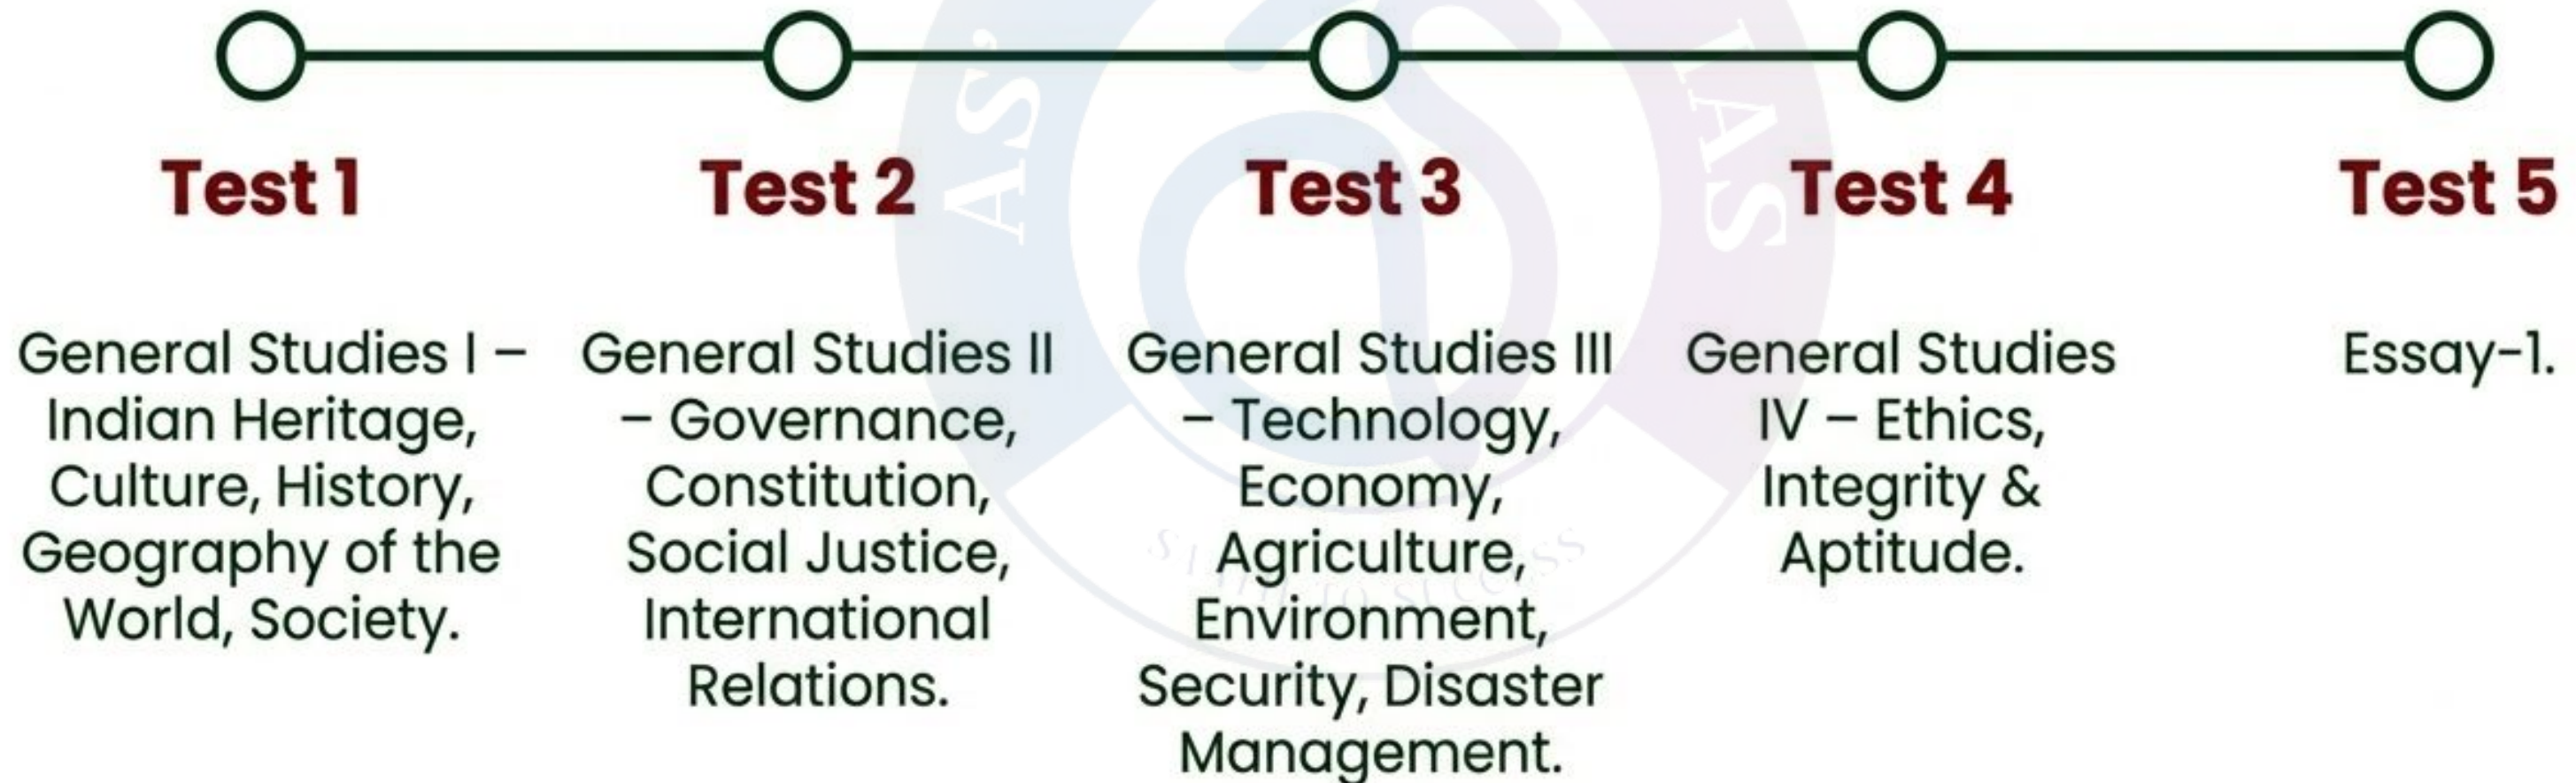 Test 1
General Studies I –
Indian Heritage,
Culture, History,
Geography of the
World, Society.
Test 2
General Studies II
– Governance,
Constitution,
Social Justice,
International
Relations.
Test 3
General Studies III
– Technology,
Economy,
Agriculture,
Environment,
Security, Disaster
Management.
Test 4
General Studies
IV – Ethics,
Integrity &
Aptitude.
Test 5
Essay-1.
AS'
IAS